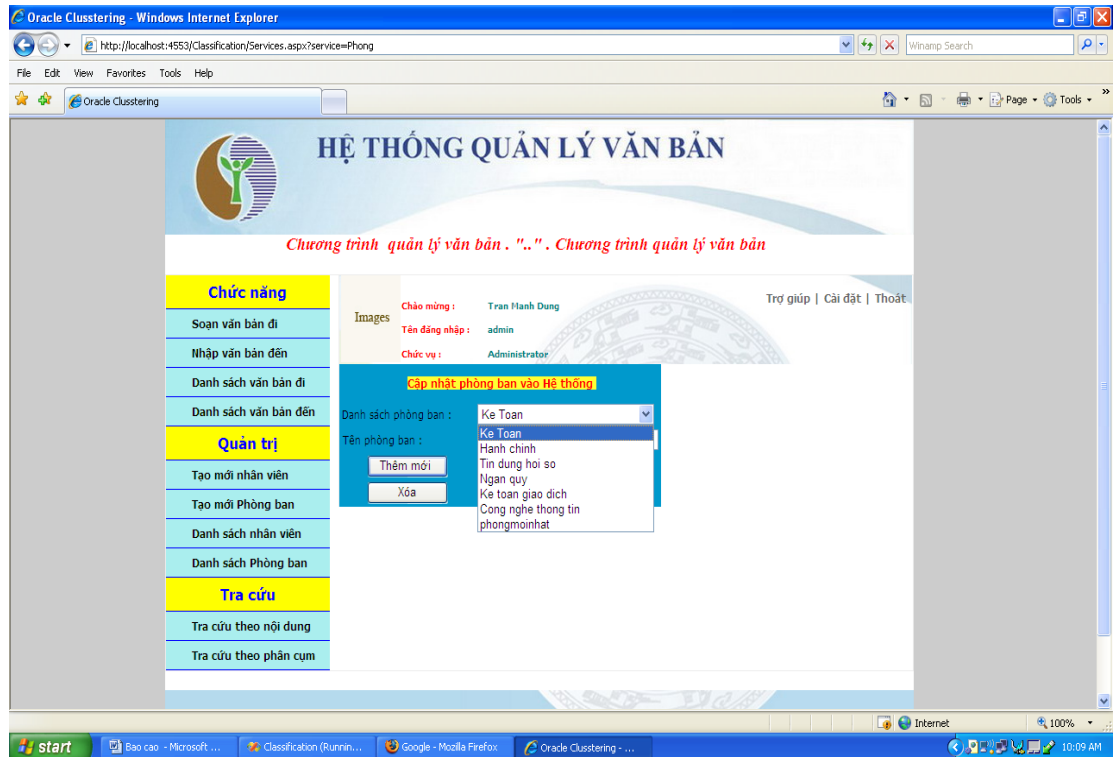 Oracle Clusstering - Windows Internet Explorer
http://localhost:4553/Classification/Services.aspx?service=Phong
Winamp Search
File Edit View Favorites Tools Help
Oracle Clusstering
Page Tools »
HỆ THỐNG QUẢN LÝ VĂN BẢN
Chương trình quản lý văn bản . ".." . Chương trình quản lý văn bản
Chức năng
Soạn văn bản đi
Nhập văn bản đến
Danh sách văn bản đi
Danh sách văn bản đến
Quản trị
Tạo mới nhân viên
Tạo mới Phòng ban
Danh sách nhân viên
Danh sách Phòng ban
Tra cứu
Tra cứu theo nội dung
Tra cứu theo phân cụm
Images
Chào mừng : Tran Manh Dung
Tên đăng nhập : admin
Chức vụ : Administrator
Trợ giúp | Cài đặt | Thoát
Cập nhật phòng ban vào Hệ thống
Danh sách phòng ban : Ke Toan
Tên phòng ban :
Thêm mới
Xóa
Ke Toan
Hanh chinh
Tin dung hoi so
Ngan quy
Ke toan giao dich
Cong nghe thong tin
phongmoinhat
Internet 100%
start Bao cao - Microsoft ... Classification (Runnin... Google - Mozilla Firefox Oracle Clusstering - ... 10:09 AM